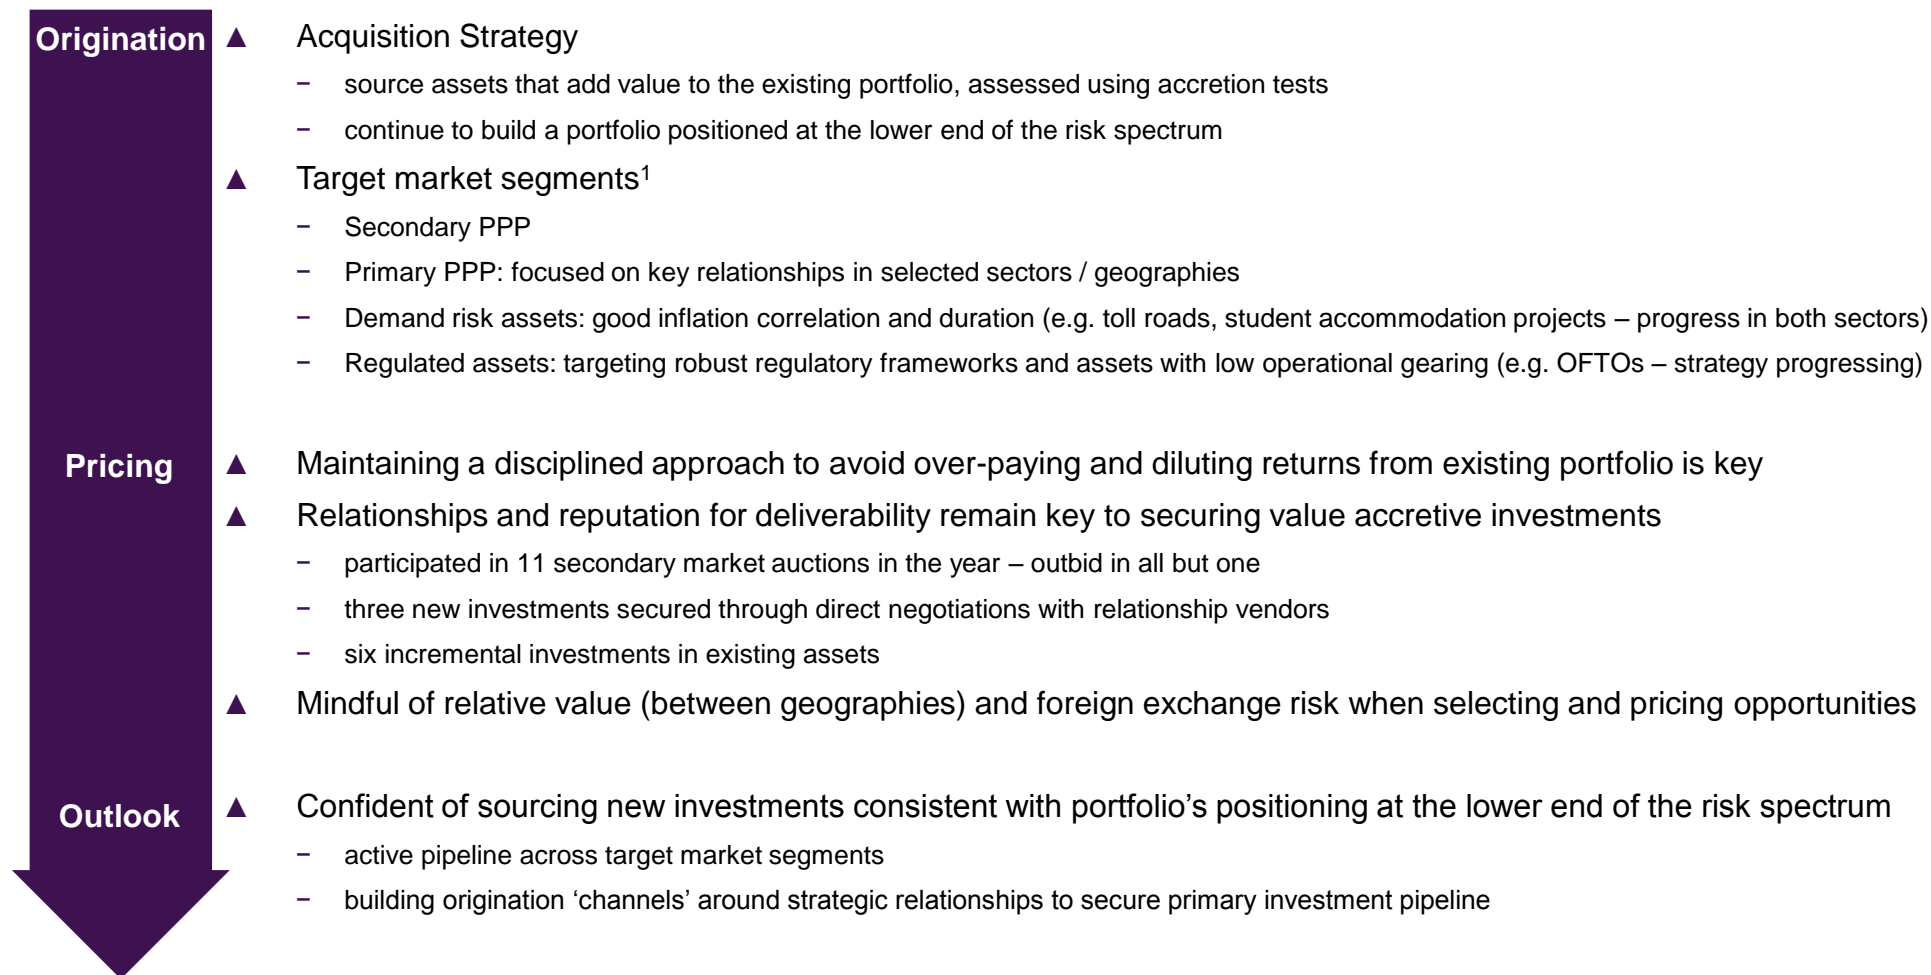 Origination ▲ Acquisition Strategy
− source assets that add value to the existing portfolio, assessed using accretion tests
− continue to build a portfolio positioned at the lower end of the risk spectrum
▲ Target market segments¹
− Secondary PPP
− Primary PPP: focused on key relationships in selected sectors / geographies
− Demand risk assets: good inflation correlation and duration (e.g. toll roads, student accommodation projects – progress in both sectors)
− Regulated assets: targeting robust regulatory frameworks and assets with low operational gearing (e.g. OFTOs – strategy progressing)
Pricing ▲ Maintaining a disciplined approach to avoid over-paying and diluting returns from existing portfolio is key
▲ Relationships and reputation for deliverability remain key to securing value accretive investments
− participated in 11 secondary market auctions in the year – outbid in all but one
− three new investments secured through direct negotiations with relationship vendors
− six incremental investments in existing assets
▲ Mindful of relative value (between geographies) and foreign exchange risk when selecting and pricing opportunities
Outlook ▲ Confident of sourcing new investments consistent with portfolio’s positioning at the lower end of the risk spectrum
− active pipeline across target market segments
− building origination ‘channels’ around strategic relationships to secure primary investment pipeline